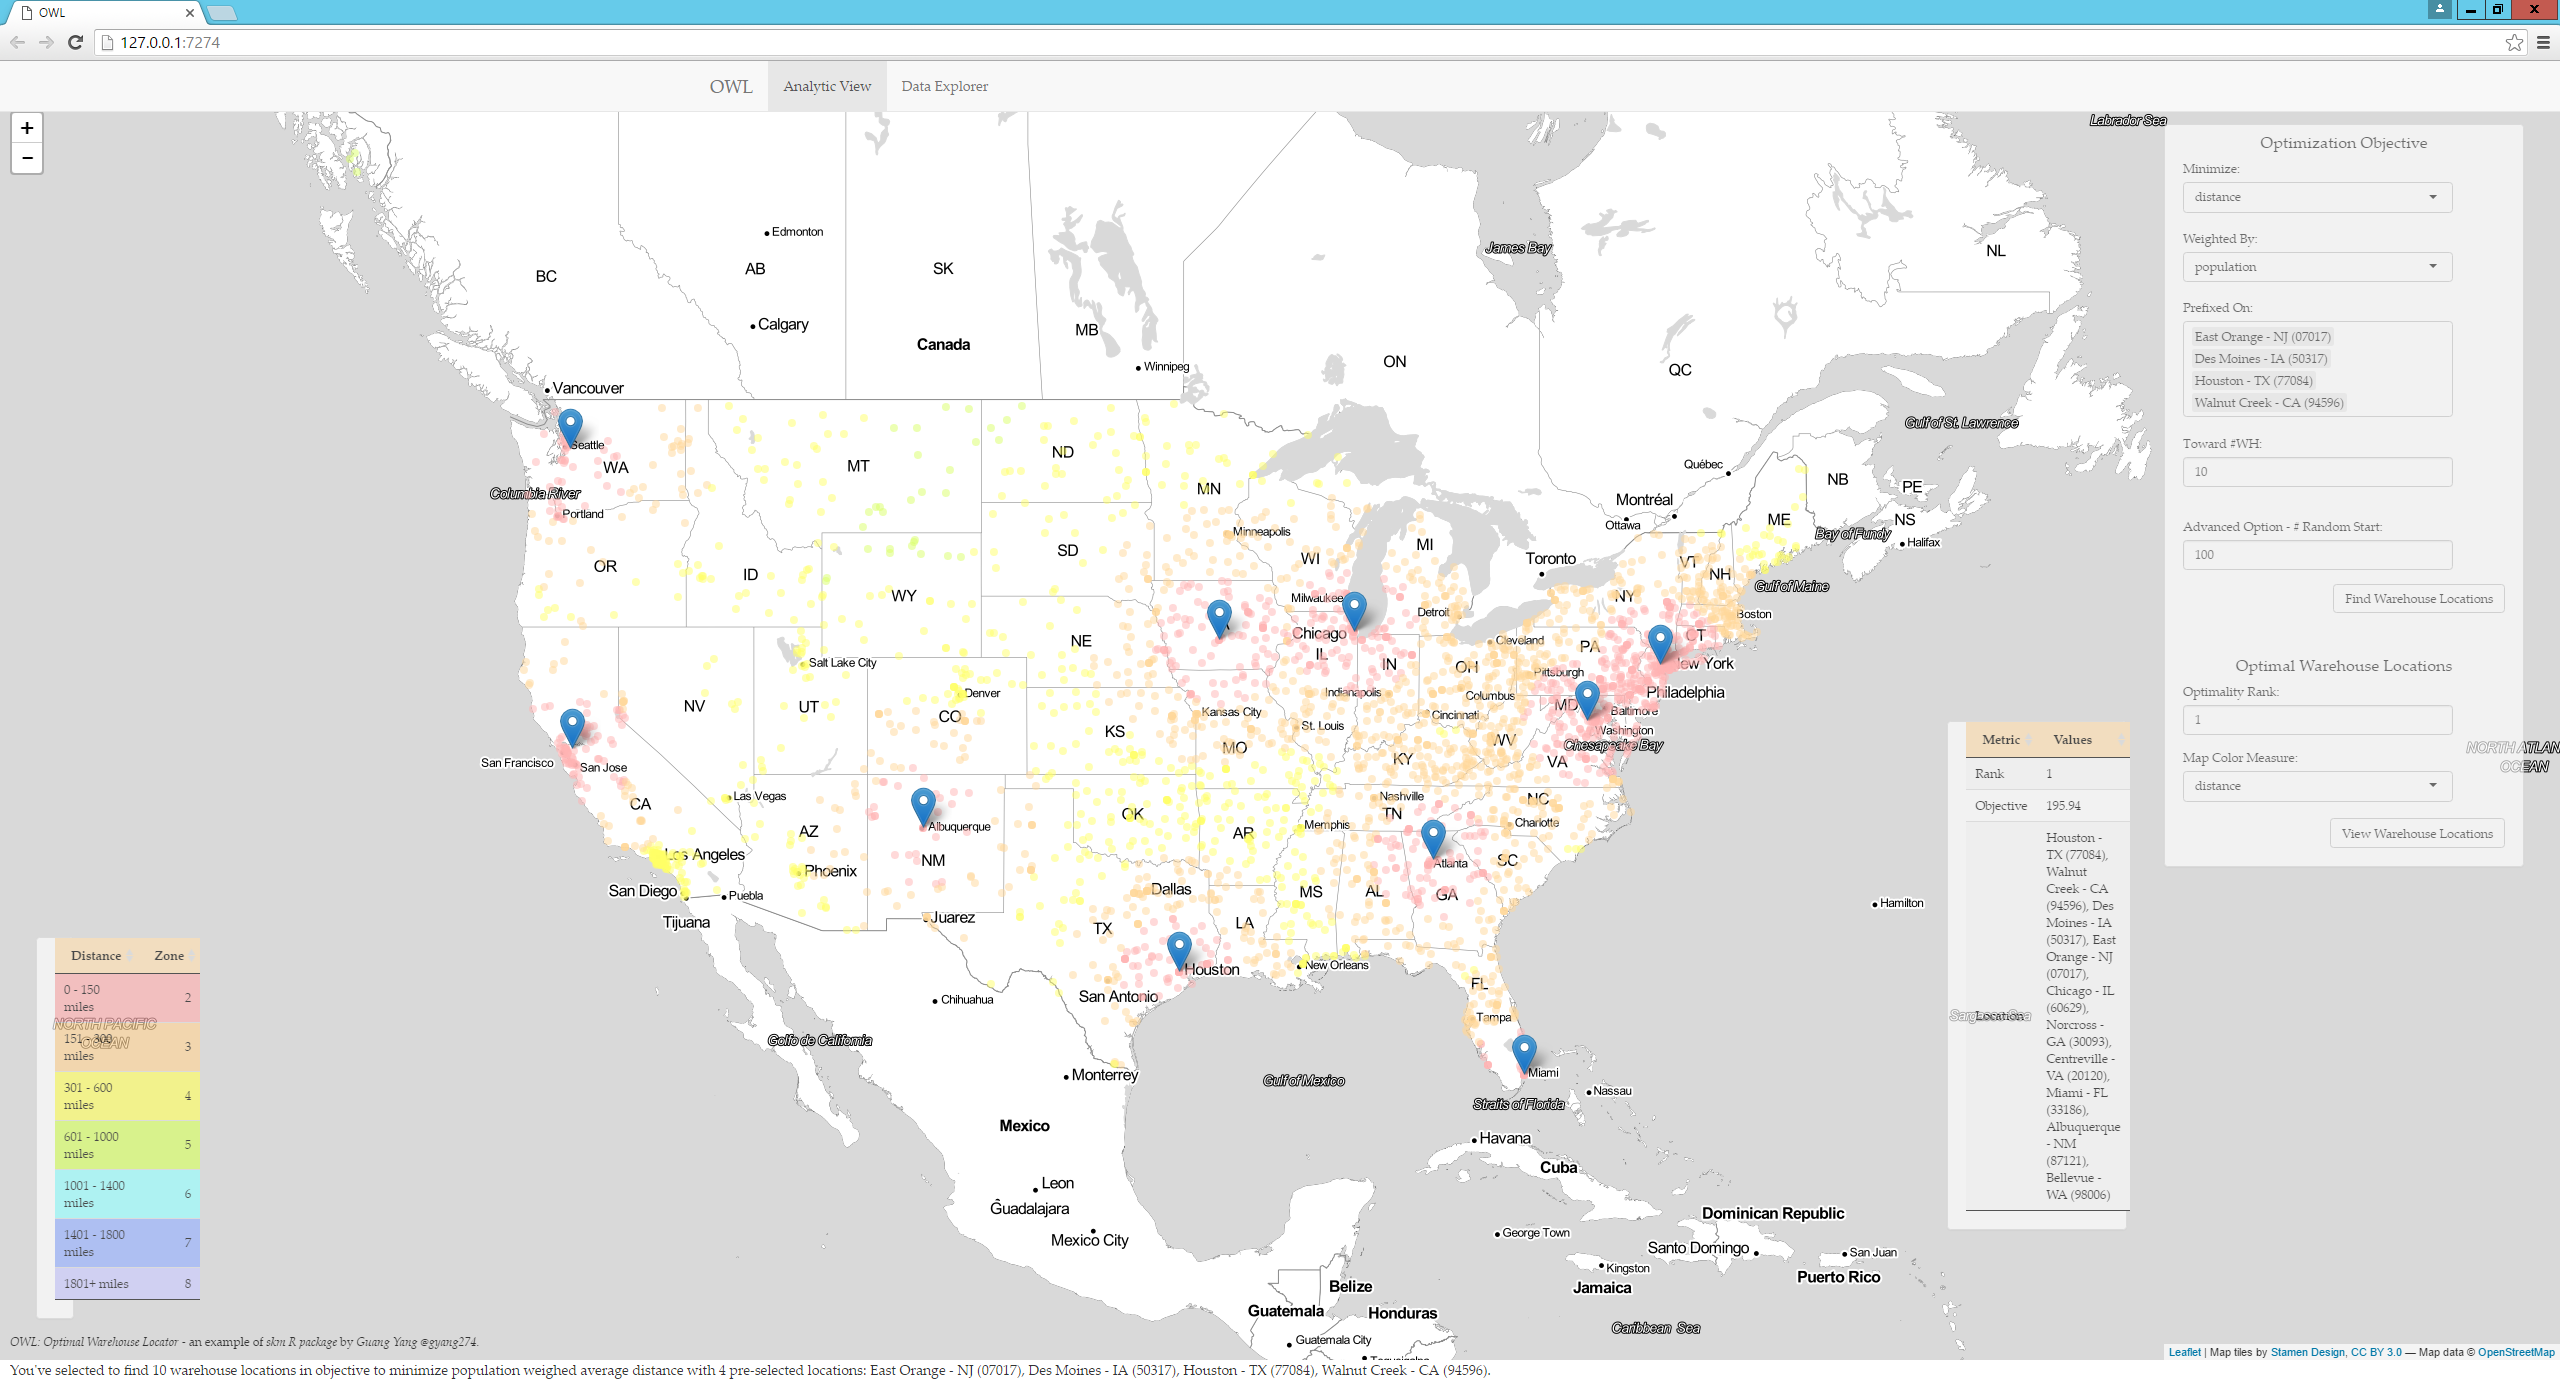 OWL
127.0.0.1:7274
OWL
Analytic View
Data Explorer
+
−
Labrador Sea
Edmonton
BC
AB
SK
MB
James Bay
NL
Calgary
Canada
Winnipeg
ON
QC
Vancouver
Gulf of St. Lawrence
Seattle
WA
MT
ND
Québec
NB
PE
Columbia River
Portland
MN
Montréal
Ottawa
ME
NS
Bay of Fundy
Halifax
Minneapolis
SD
WI
MI
Toronto
VT
NH
OR
ID
WY
Gulf of Maine
Milwaukee
NY
Detroit
Boston
Chicago
IL
NE
Cleveland
PA
CT
Salt Lake City
IN
OH
Pittsburgh
New York
Denver
Indianapolis
Columbus
Philadelphia
NV
UT
CO
Kansas City
Cincinnati
MD
Baltimore
St. Louis
KS
MO
WV
Washington
Chesapeake Bay
San Francisco
San Jose
KY
VA
NORTH ATLAN
OCEAN
Las Vegas
Nashville
NC
CA
OK
TN
Albuquerque
AZ
AR
Memphis
Charlotte
Los Angeles
NM
Atlanta
SC
Phoenix
San Diego
Puebla
Dallas
MS
AL
GA
Tijuana
Juarez
TX
LA
Hamilton
Houston
New Orleans
San Antonio
FL
Chihuahua
Tampa
Golfo de California
Monterrey
Gulf of Mexico
Miami
Nassau
Straits of Florida
Mexico
Havana
Cuba
Leon
Guadalajara
Mexico City
Dominican Republic
George Town
Santo Domingo
San Juan
Kingston
Puerto Rico
Jamaica
Belize
Guatemala
Honduras
Guatemala City
Caribbean Sea
Tegucigalpa
Optimization Objective
Minimize:
distance
Weighted By:
population
Prefixed On:
East Orange - NJ (07017)
Des Moines - IA (50317)
Houston - TX (77084)
Walnut Creek - CA (94596)
Toward #WH:
10
Advanced Option - # Random Start:
100
Find Warehouse Locations
Optimal Warehouse Locations
Optimality Rank:
1
Map Color Measure:
distance
View Warehouse Locations
Metric Values
Rank 1
Objective 195.94
Sargasso Sea
Location
Houston -
TX (77084),
Walnut
Creek - CA
(94596), Des
Moines - IA
(50317), East
Orange - NJ
(07017),
Chicago - IL
(60629),
Norcross -
GA (30093),
Centreville -
VA (20120),
Miami - FL
(33186),
Albuquerque
- NM
(87121),
Bellevue -
WA (98006)
Distance Zone
0 - 150
miles 2
NORTH PACIFIC
OCEAN
151 - 300
miles 3
301 - 600
miles 4
601 - 1000
miles 5
1001 - 1400
miles 6
1401 - 1800
miles 7
1801+ miles 8
OWL: Optimal Warehouse Locator - an example of skm R package by Guang Yang @gyang274.
Leaflet | Map tiles by Stamen Design, CC BY 3.0 — Map data © OpenStreetMap
You've selected to find 10 warehouse locations in objective to minimize population weighed average distance with 4 pre-selected locations: East Orange - NJ (07017), Des Moines - IA (50317), Houston - TX (77084), Walnut Creek - CA (94596).